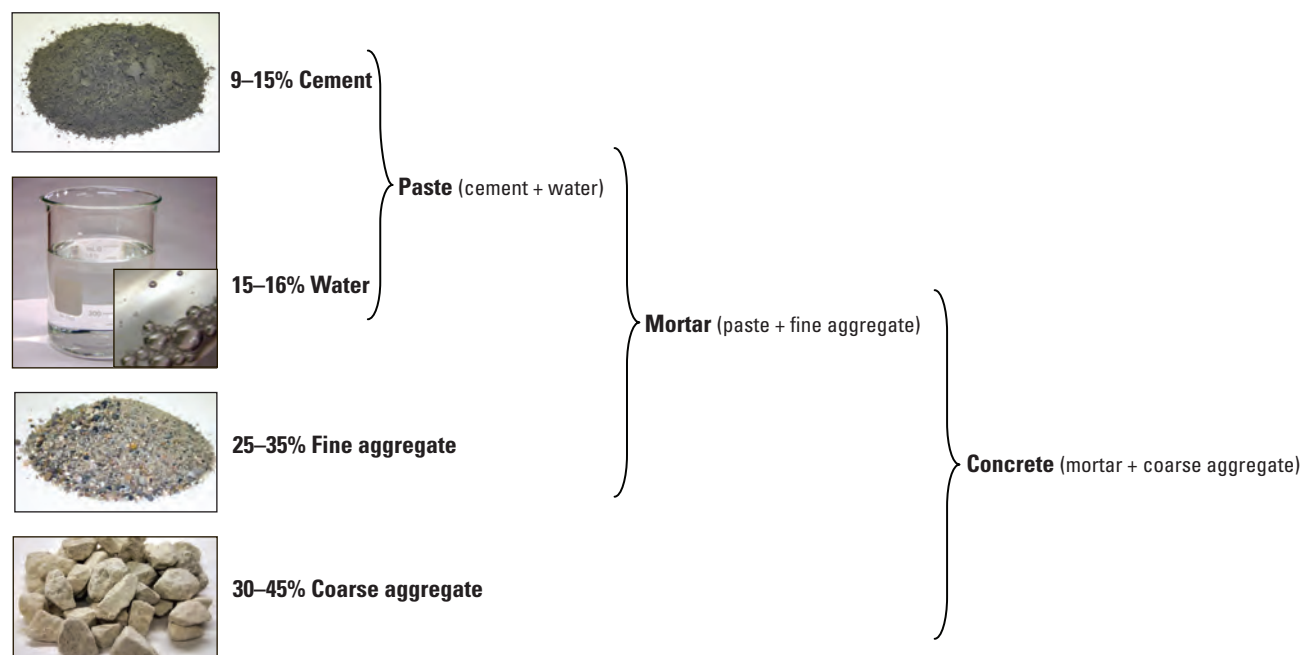 9–15% Cement
Paste (cement + water)
15–16% Water
Mortar (paste + fine aggregate)
25–35% Fine aggregate
Concrete (mortar + coarse aggregate)
30–45% Coarse aggregate